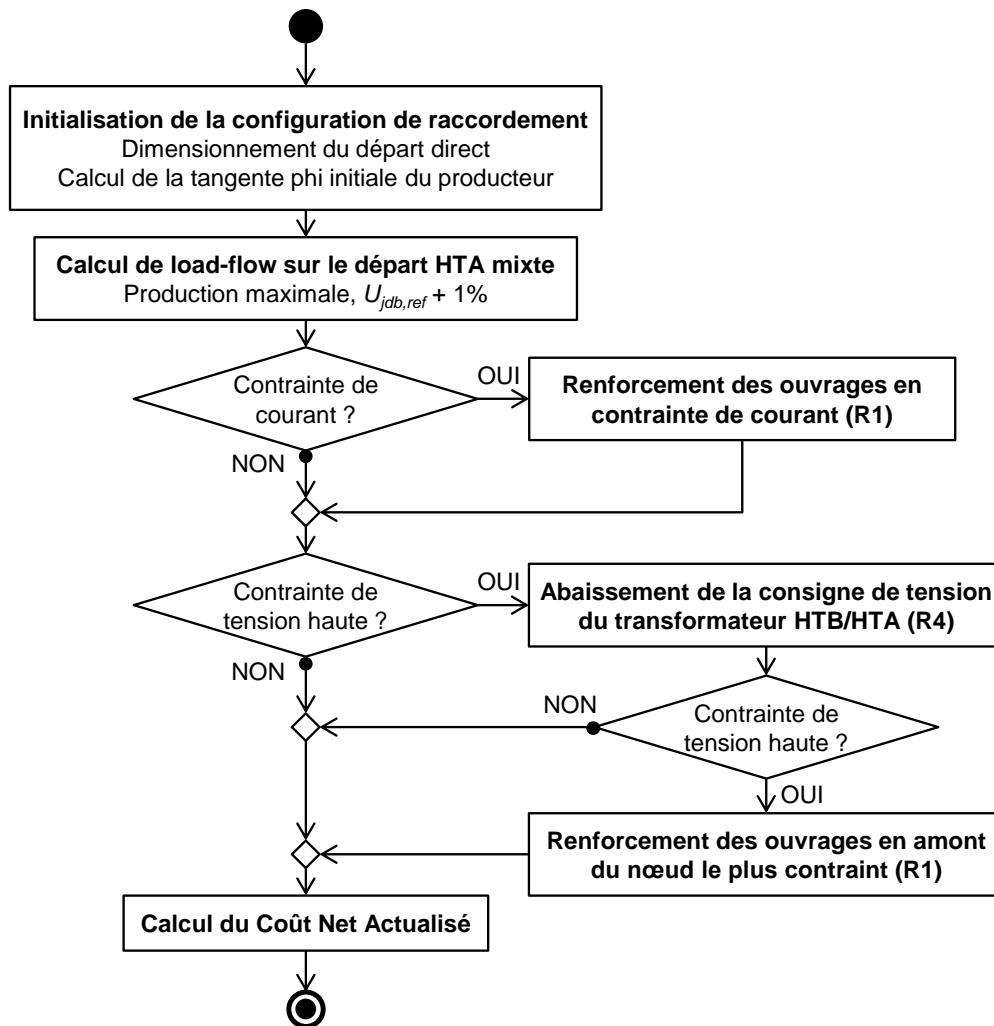 Initialisation de la configuration de raccordement
Dimensionnement du départ direct
Calcul de la tangente phi initiale du producteur
Calcul de load-flow sur le départ HTA mixte
Production maximale, Ujdb,ref + 1%
Contrainte de
courant ?
OUI
Renforcement des ouvrages en
contrainte de courant (R1)
NON
Contrainte de
tension haute ?
OUI
Abaissement de la consigne de tension
du transformateur HTB/HTA (R4)
NON
NON
Contrainte de
tension haute ?
OUI
Renforcement des ouvrages en amont
du nœud le plus contraint (R1)
Calcul du Coût Net Actualisé